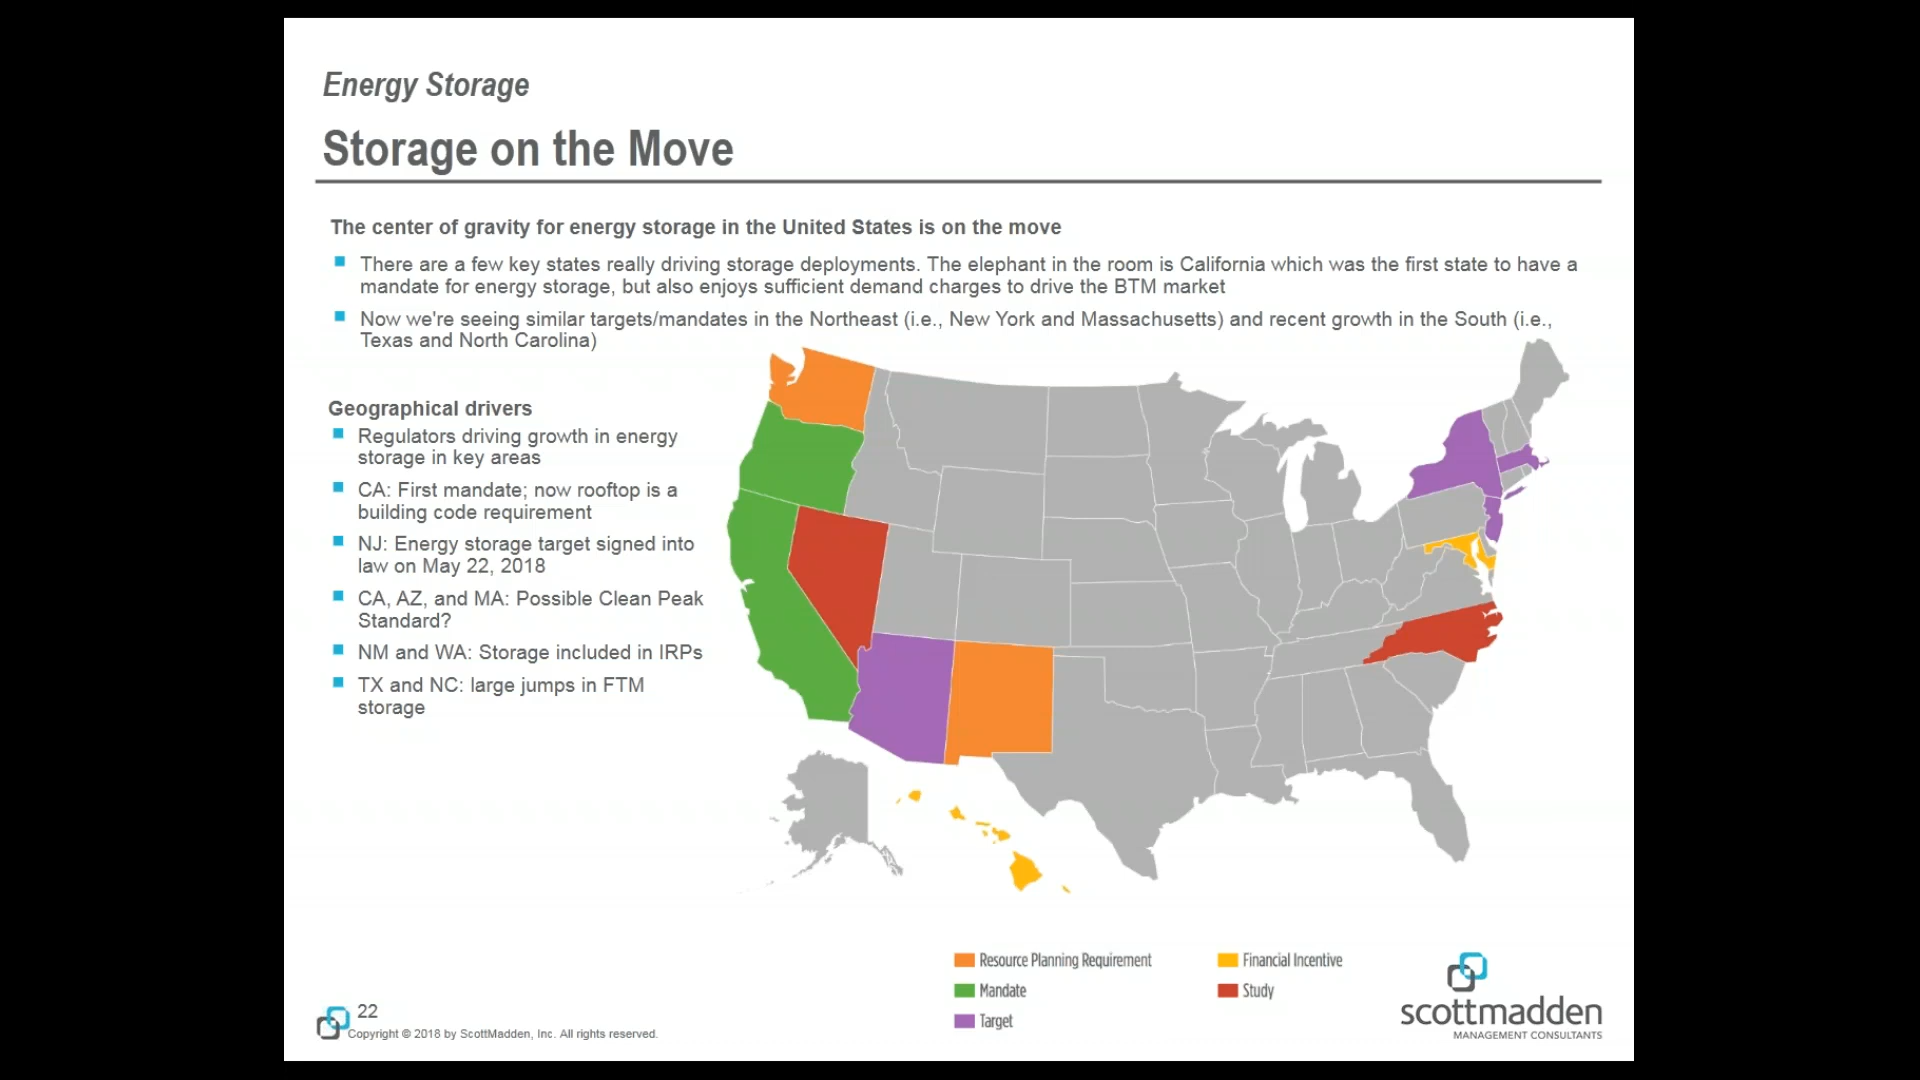 Energy Storage
Storage on the Move
The center of gravity for energy storage in the United States is on the move
There are a few key states really driving storage deployments. The elephant in the room is California which was the first state to have a
mandate for energy storage, but also enjoys sufficient demand charges to drive the BTM market
Now we're seeing similar targets/mandates in the Northeast (i.e., New York and Massachusetts) and recent growth in the South (i.e.,
Texas and North Carolina)
Geographical drivers
Regulators driving growth in energy
storage in key areas
CA: First mandate; now rooftop is a
building code requirement
NJ: Energy storage target signed into
law on May 22, 2018
CA, AZ, and MA: Possible Clean Peak
Standard?
NM and WA: Storage included in IRPs
TX and NC: large jumps in FTM
storage
Resource Planning Requirement
Mandate
Target
Financial Incentive
Study
22
Copyright © 2018 by ScottMadden, Inc. All rights reserved.
scottmadden
MANAGEMENT CONSULTANTS